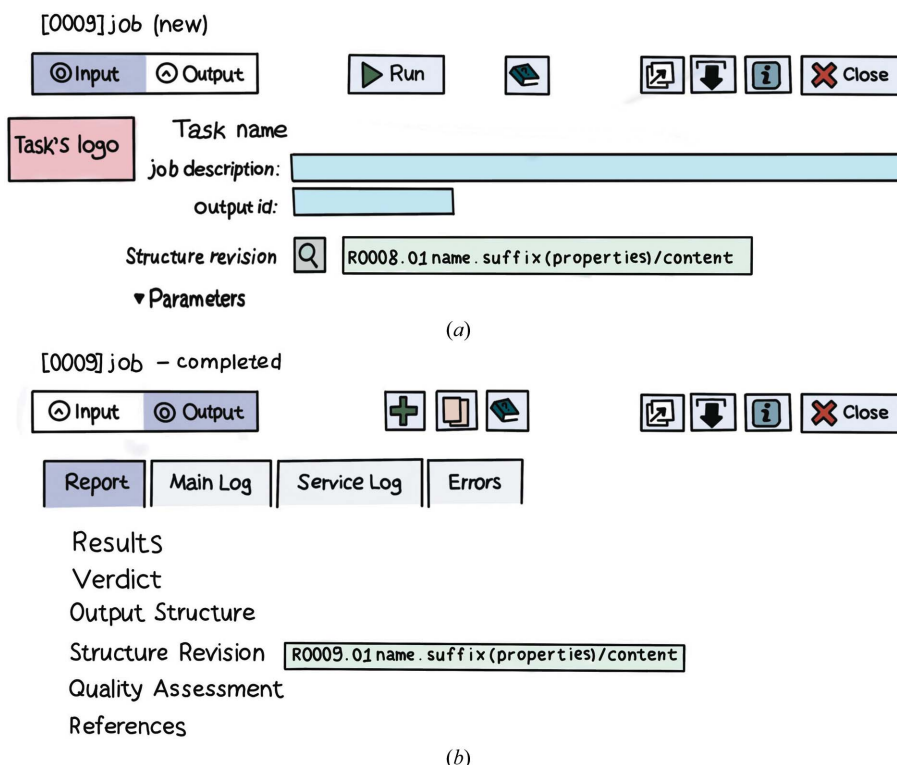 [0009] job (new)
Input Output Run Close
Task's logo Task name
job description:
output id:
Structure revision R0008.01 name.suffix(properties)/content
▾Parameters
(a)
[0009] job – completed
Input Output Close
Report Main Log Service Log Errors
Results
Verdict
Output Structure
Structure Revision R0009.01 name.suffix(properties)/content
Quality Assessment
References
(b)